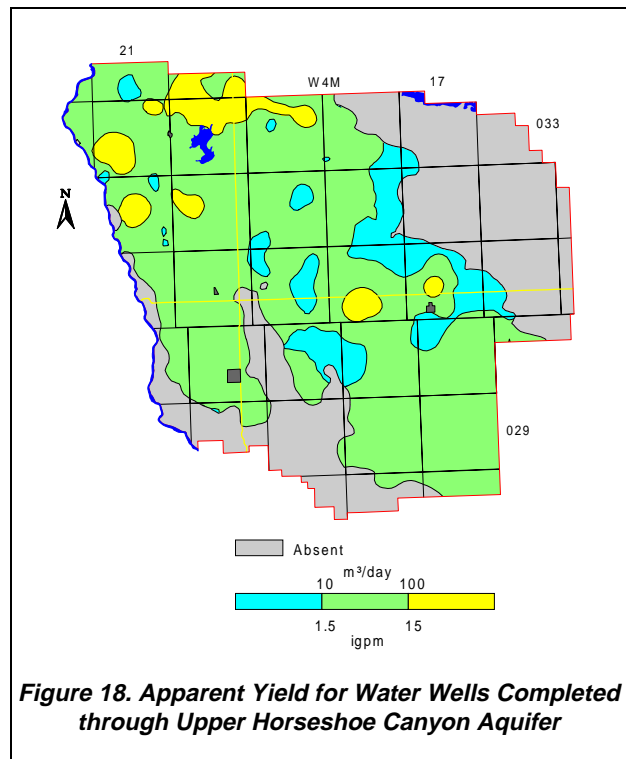 21
W4M
17
033
N
029
Absent
10 m³/day 100
1.5 igpm 15
Figure 18. Apparent Yield for Water Wells Completed
through Upper Horseshoe Canyon Aquifer